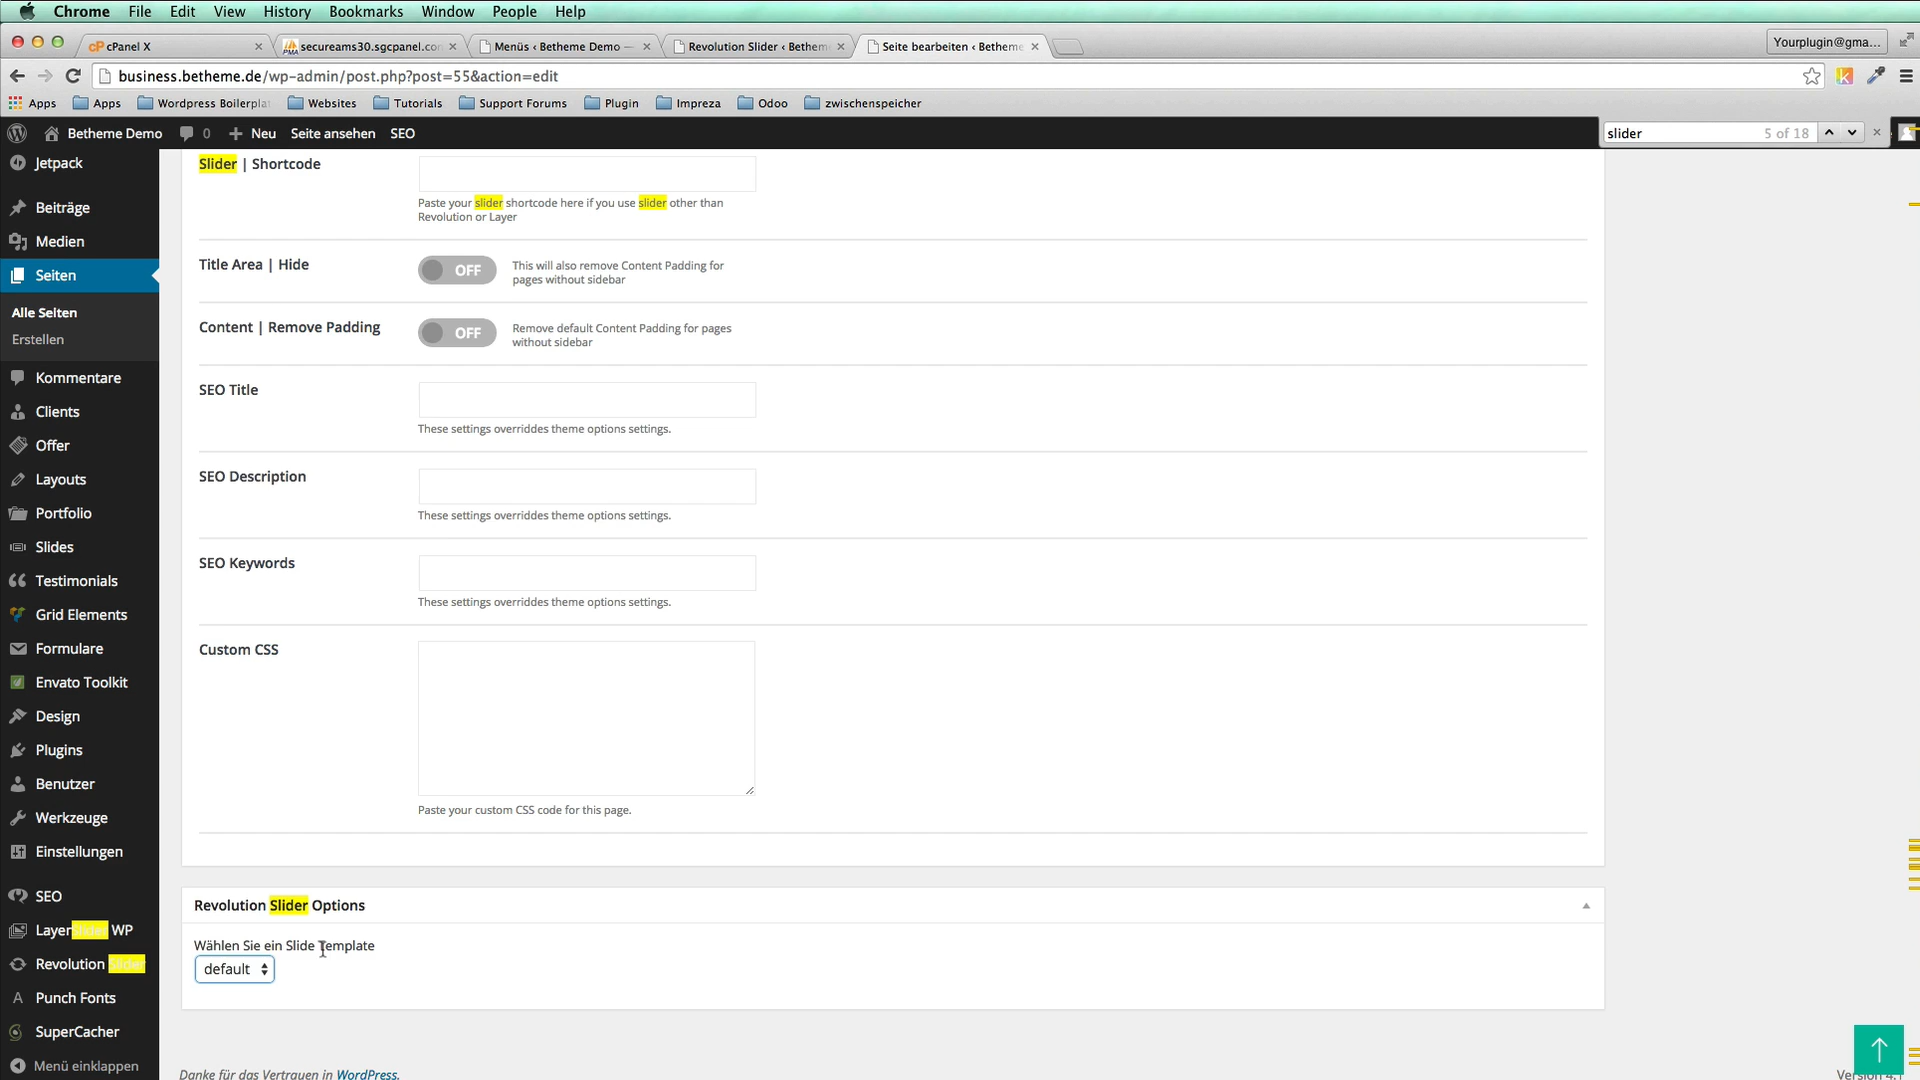 Chrome File Edit View History Bookmarks Window People Help
cP cPanel X
PMA secureams30.sgcpanel.con
Menüs ‹ Betheme Demo —
Revolution Slider ‹ Bethem
Seite bearbeiten ‹ Betheme
Yourplugin@gma...
business.betheme.de/wp-admin/post.php?post=55&action=edit
Apps Apps Wordpress Boilerplat Websites Tutorials Support Forums Plugin Impreza Odoo zwischenspeicher
Betheme Demo 0 Neu Seite ansehen SEO
slider 5 of 18
Jetpack
Beiträge
Medien
Seiten
Alle Seiten
Erstellen
Kommentare
Clients
Offer
Layouts
Portfolio
Slides
Testimonials
Grid Elements
Formulare
Envato Toolkit
Design
Plugins
Benutzer
Werkzeuge
Einstellungen
SEO
LayerSlider WP
Revolution Slider
Punch Fonts
SuperCacher
Menü einklappen
Slider | Shortcode
Paste your slider shortcode here if you use slider other than
Revolution or Layer
Title Area | Hide
OFF
This will also remove Content Padding for
pages without sidebar
Content | Remove Padding
OFF
Remove default Content Padding for pages
without sidebar
SEO Title
These settings overriddes theme options settings.
SEO Description
These settings overriddes theme options settings.
SEO Keywords
These settings overriddes theme options settings.
Custom CSS
Paste your custom CSS code for this page.
Revolution Slider Options
Wählen Sie ein Slide Template
default
Danke für das Vertrauen in WordPress.